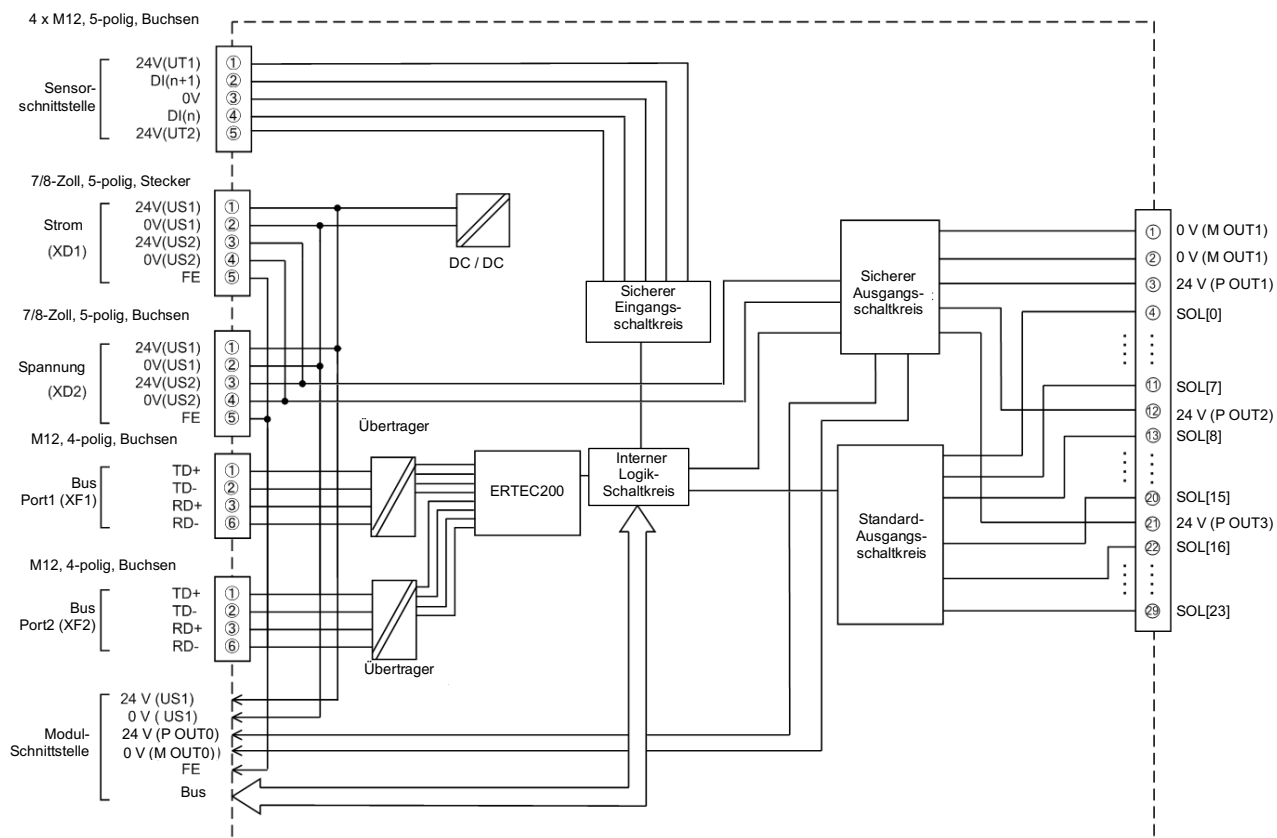 4 x M12, 5-polig, Buchsen
Sensor-
schnittstelle
24V(UT1) ①
DI(n+1) ②
0V ③
DI(n) ④
24V(UT2) ⑤
7/8-Zoll, 5-polig, Stecker
Strom
(XD1)
24V(US1) ①
0V(US1) ②
24V(US2) ③
0V(US2) ④
FE ⑤
DC / DC
7/8-Zoll, 5-polig, Buchsen
Spannung
(XD2)
24V(US1) ①
0V(US1) ②
24V(US2) ③
0V(US2) ④
FE ⑤
M12, 4-polig, Buchsen
Bus
Port1 (XF1)
TD+ ①
TD- ②
RD+ ③
RD- ⑥
Übertrager
M12, 4-polig, Buchsen
Bus
Port2 (XF2)
TD+ ①
TD- ②
RD+ ③
RD- ⑥
Übertrager
Modul-
Schnittstelle
24 V (US1)
0 V ( US1)
24 V (P OUT0)
0 V (M OUT0)
FE
Bus
ERTEC200
Sicherer
Eingangs-
schaltkreis
Interner
Logik-
Schaltkreis
Sicherer
Ausgangs-
schaltkreis
Standard-
Ausgangs-
schaltkreis
① 0 V (M OUT1)
② 0 V (M OUT1)
③ 24 V (P OUT1)
④ SOL[0]
⑪ SOL[7]
⑫ 24 V (P OUT2)
⑬ SOL[8]
⑳ SOL[15]
㉑ 24 V (P OUT3)
㉒ SOL[16]
㉙ SOL[23]